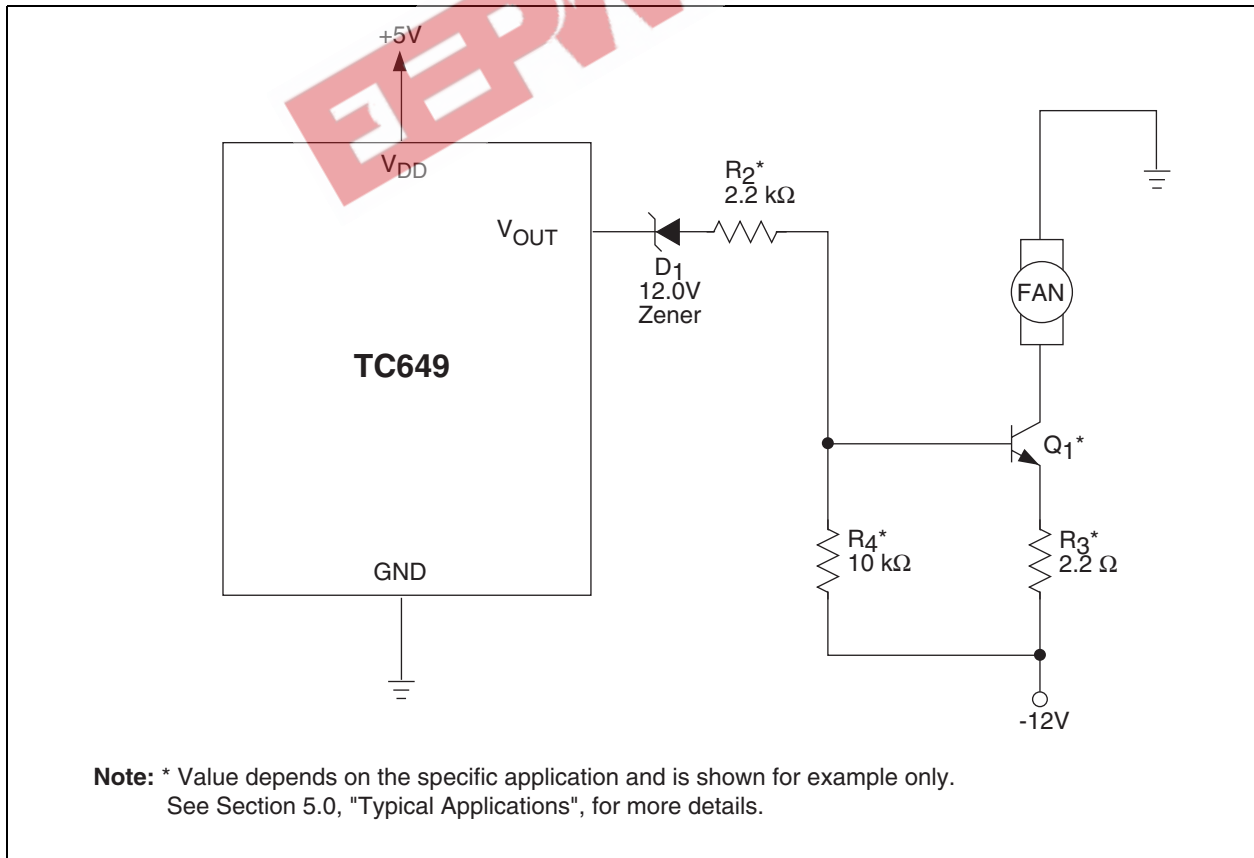 EEPW
+5V
VDD
R2*
2.2 kΩ
VOUT
D1
12.0V
Zener
FAN
TC649
Q1*
R4*
10 kΩ
R3*
2.2 Ω
GND
-12V
Note: * Value depends on the specific application and is shown for example only.
See Section 5.0, "Typical Applications", for more details.